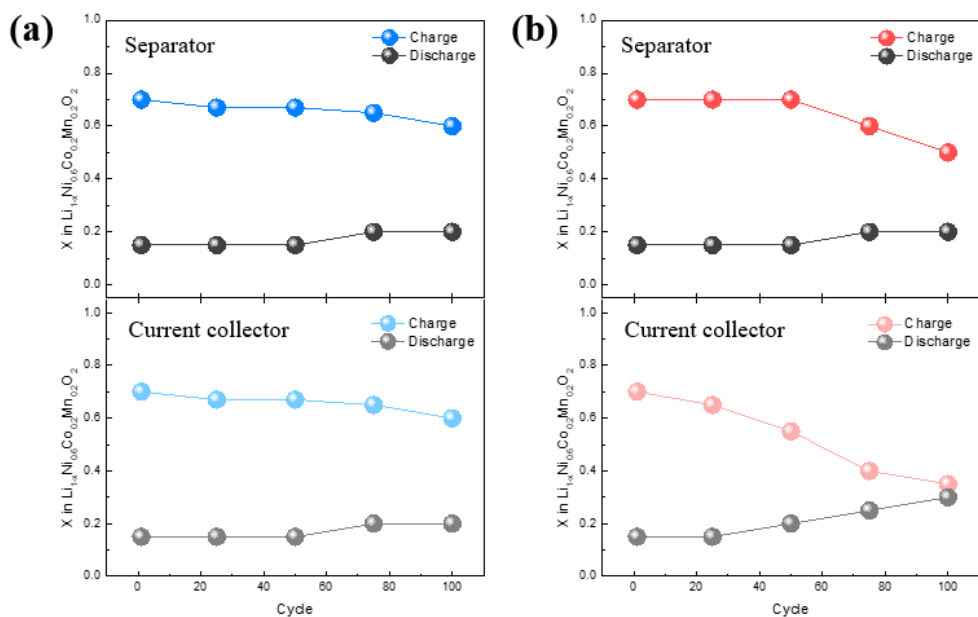 (a)
Separator
Charge
Discharge
1.0
0.8
0.6
0.4
0.2
0.0
X in Li1-xNi0.6Co0.2Mn0.2O2
Current collector
Charge
Discharge
1.0
0.8
0.6
0.4
0.2
0.0
X in Li1-xNi0.6Co0.2Mn0.2O2
0 20 40 60 80 100
Cycle
(b)
Separator
Charge
Discharge
1.0
0.8
0.6
0.4
0.2
0.0
X in Li1-xNi0.6Co0.2Mn0.2O2
Current collector
Charge
Discharge
1.0
0.8
0.6
0.4
0.2
0.0
X in Li1-xNi0.6Co0.2Mn0.2O2
0 20 40 60 80 100
Cycle